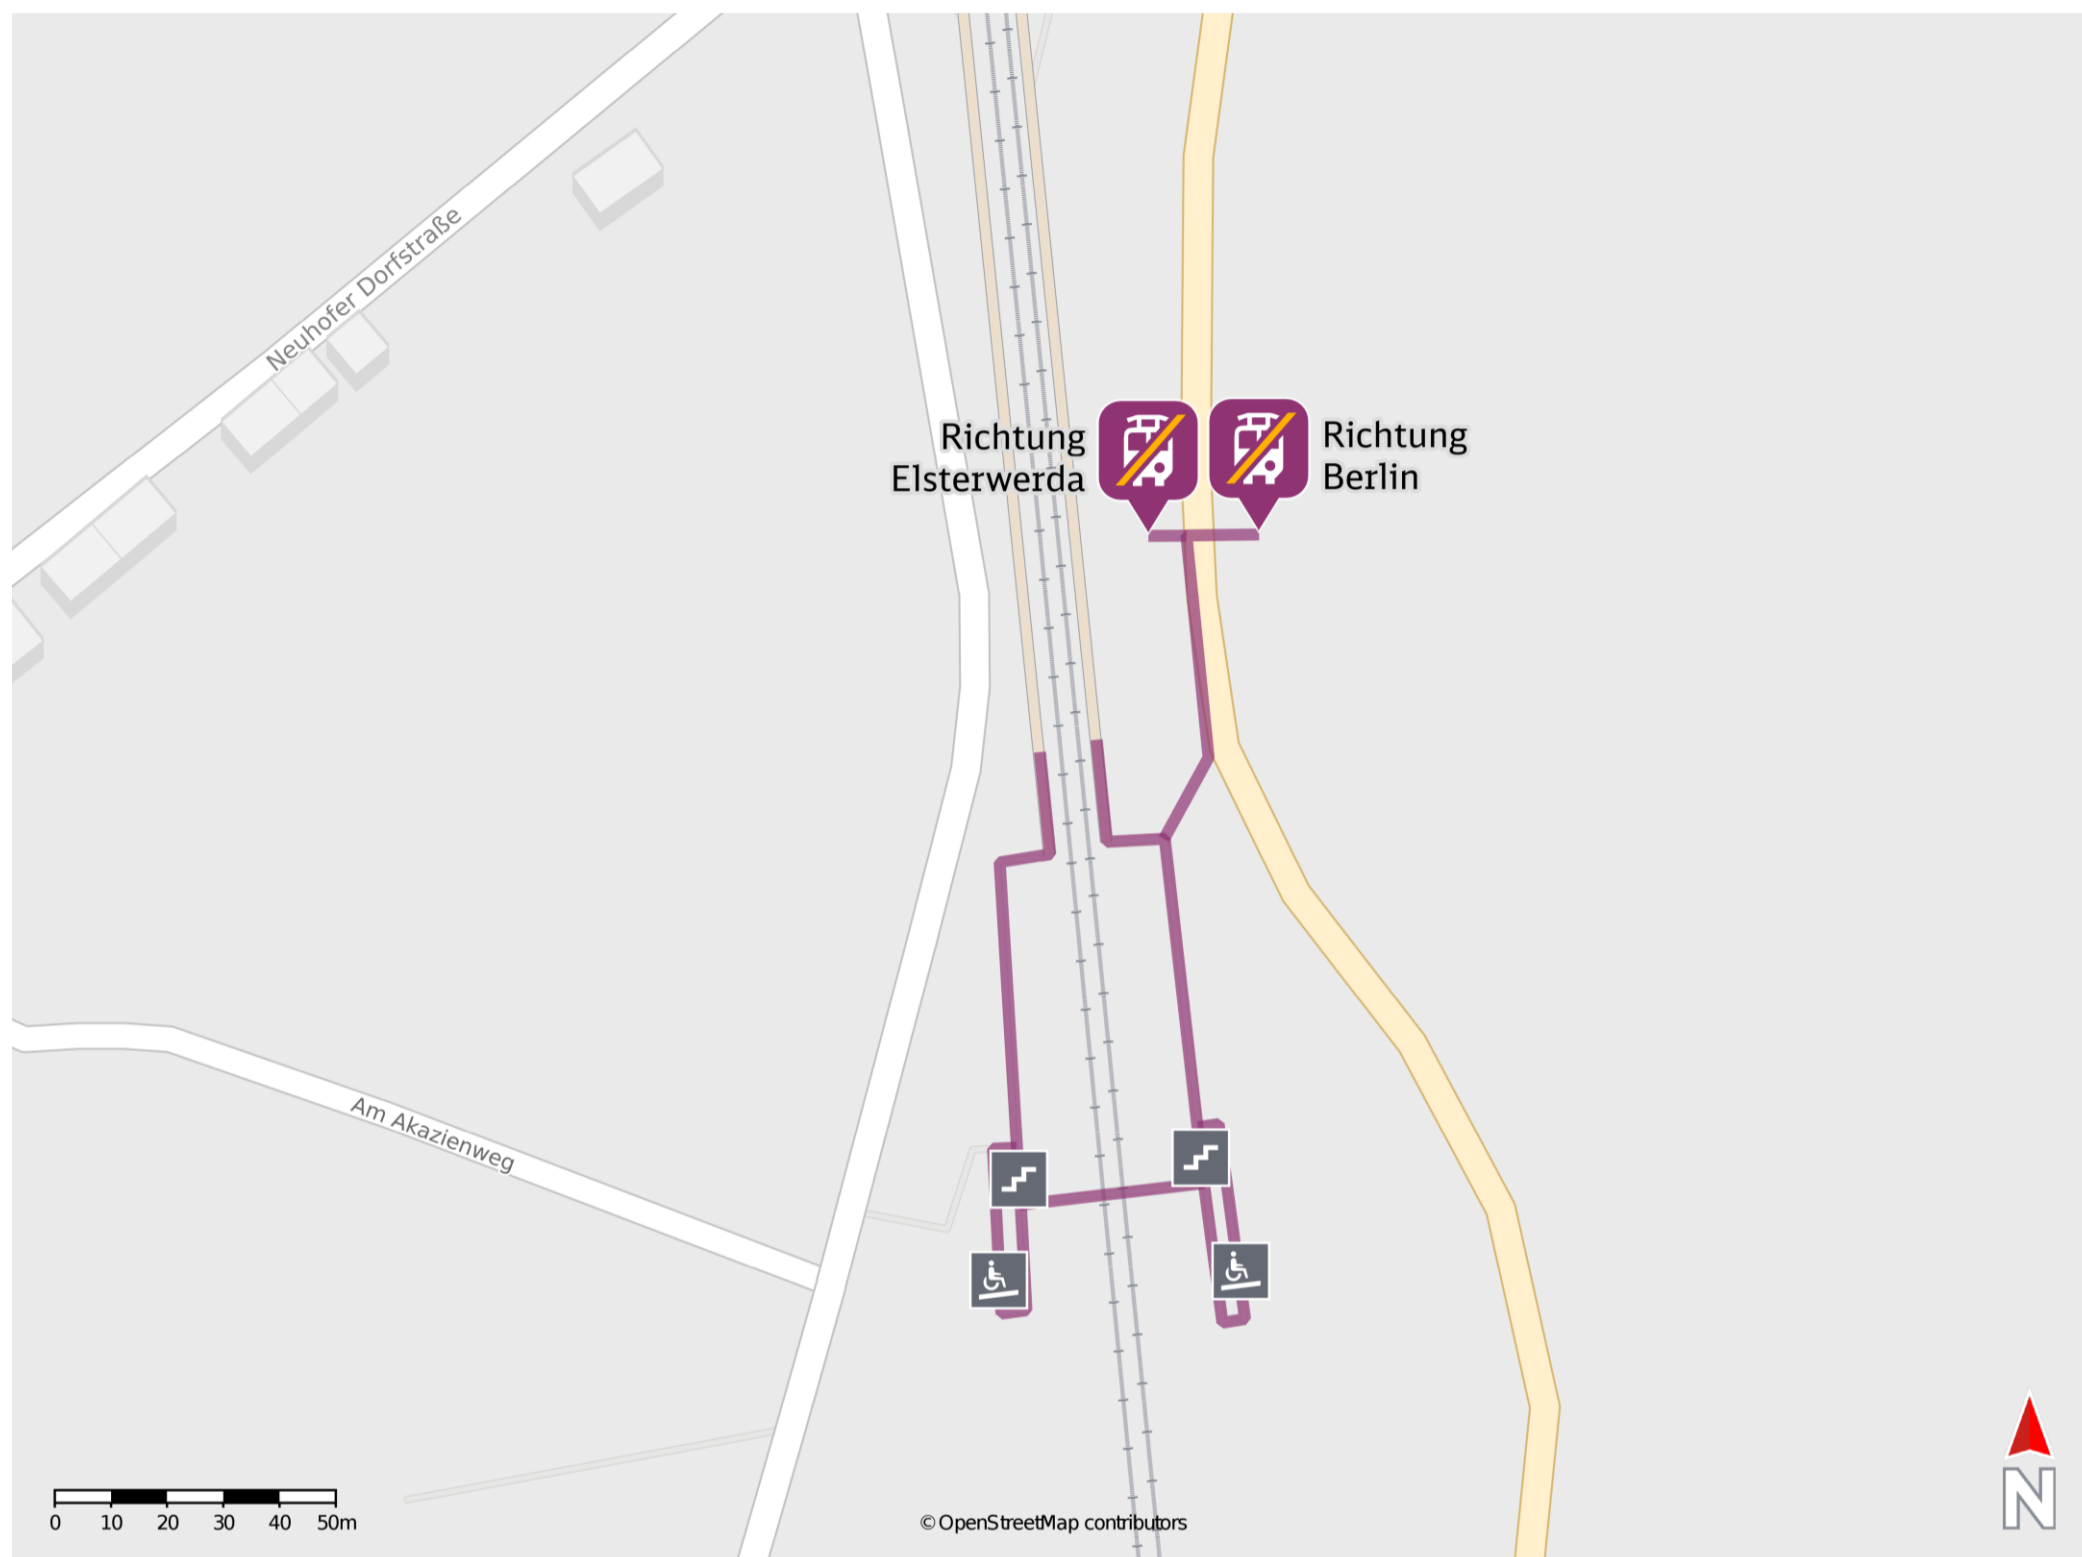 Neuhofer Dorfstraße
Richtung
Elsterwerda
Richtung
Berlin
Am Akazienweg
0 10 20 30 40 50m
© OpenStreetMap contributors
N